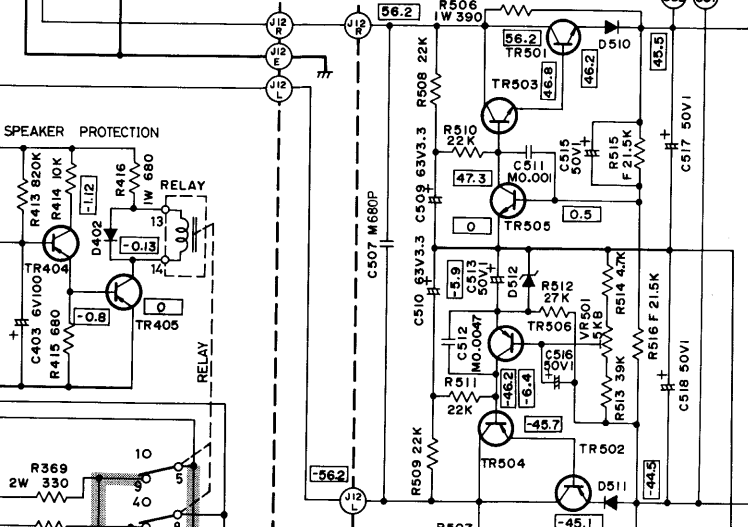 56.2
R506
1W 390
J12
R
J12
R
J12
E
J12
L
R508 22K
56.2
TR501
D510
46.8
46.2
45.5
TR503
SPEAKER PROTECTION
R413 820K
R414 10K
-1.12
R416
1W 680
RELAY
13
D402
-0.13
14
TR404
C403 6V100
-0.8
R415 680
0
TR405
RELAY
C507 M680P
R510
22K
C509 63V3.3
47.3
C511
M0.001
C515
50V1
R515
F 21.5K
C517 50V1
0
TR505
0.5
C510 63V3.3
-5.9
C513
50V1
D512
R512
27K
TR506
VR501
5KB
R514 4.7K
R516 F 21.5K
C512
M0.0047
C516
50V1
R511
22K
-46.2
-6.4
R513 39K
C518 50V1
-45.7
R509 22K
TR504
TR502
D511
-44.5
-45.1
-56.2
J12
L
R369
2W 330
10
9
5
40
8